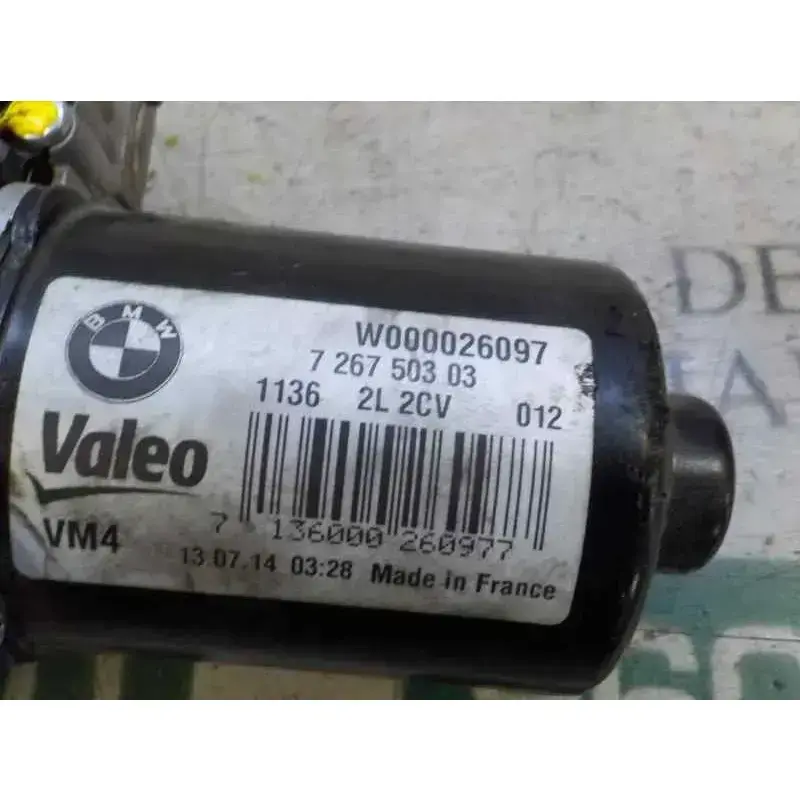 BMW
W000026097
7 267 503 03
1136 2L 2CV 012
Valeo
7 136000 260977
VM4
13.07.14 03:28 Made in France
DE